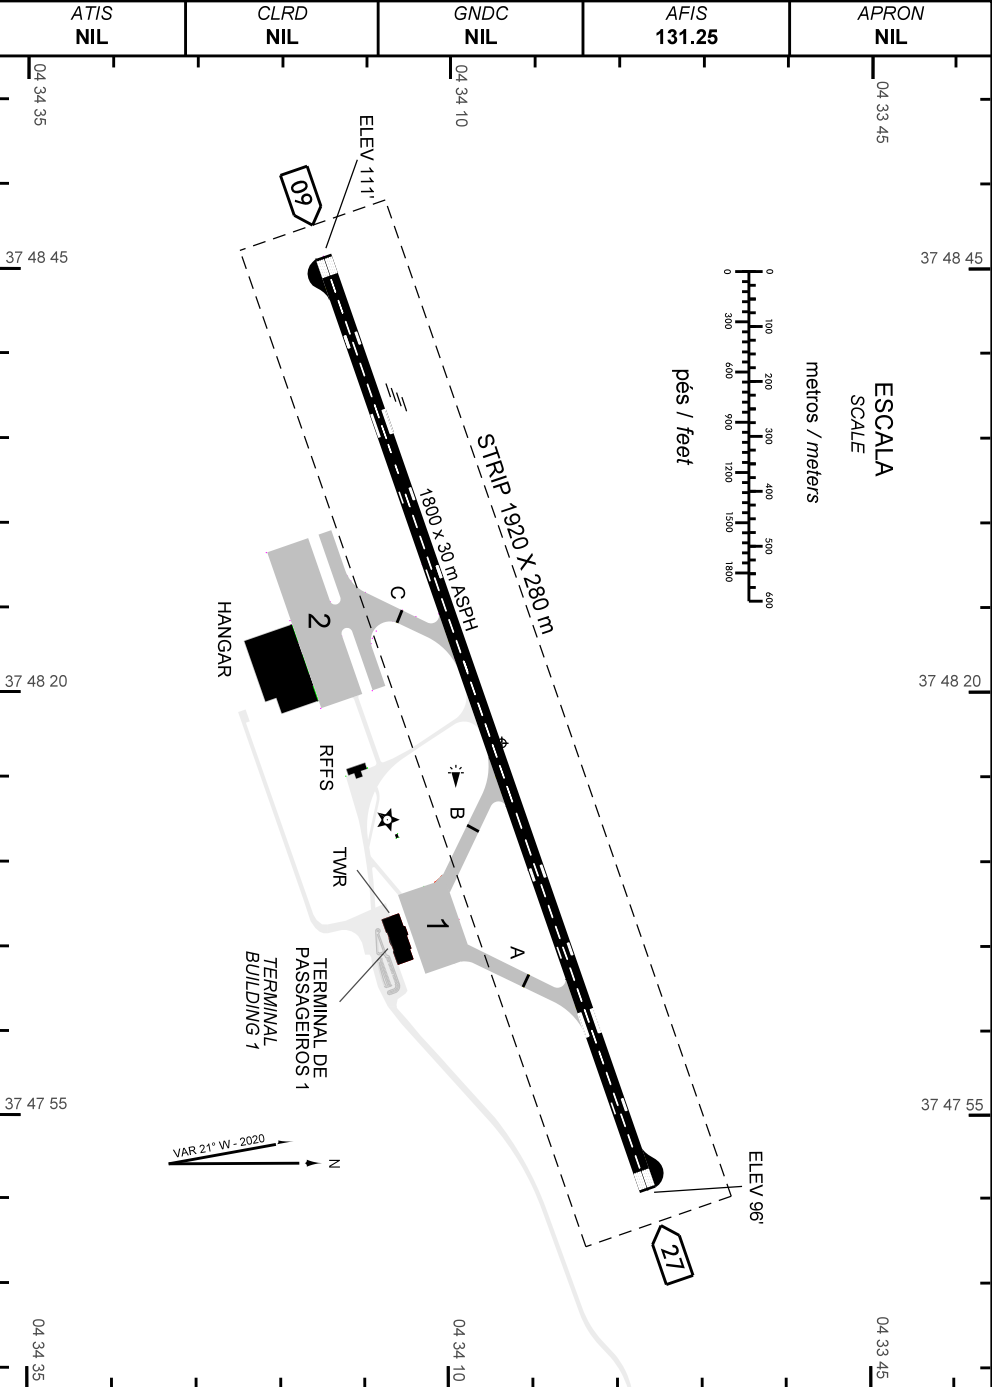 ATIS
NIL
CLRD
NIL
GNDC
NIL
AFIS
131.25
APRON
NIL
04 34 35
04 34 10
04 33 45
ELEV 111'
09
37 48 45
37 48 45
ESCALA
SCALE
metros / meters
0 100 200 300 400 500 600
0 300 600 900 1200 1500 1800
pés / feet
STRIP 1920 X 280 m
1800 x 30 m ASPH
C
2
HANGAR
37 48 20
37 48 20
RFFS
B
TWR
1
A
TERMINAL DE
PASSAGEIROS 1
TERMINAL
BUILDING 1
37 47 55
37 47 55
VAR 21° W - 2020
N
ELEV 96'
27
04 34 35
04 34 10
04 33 45